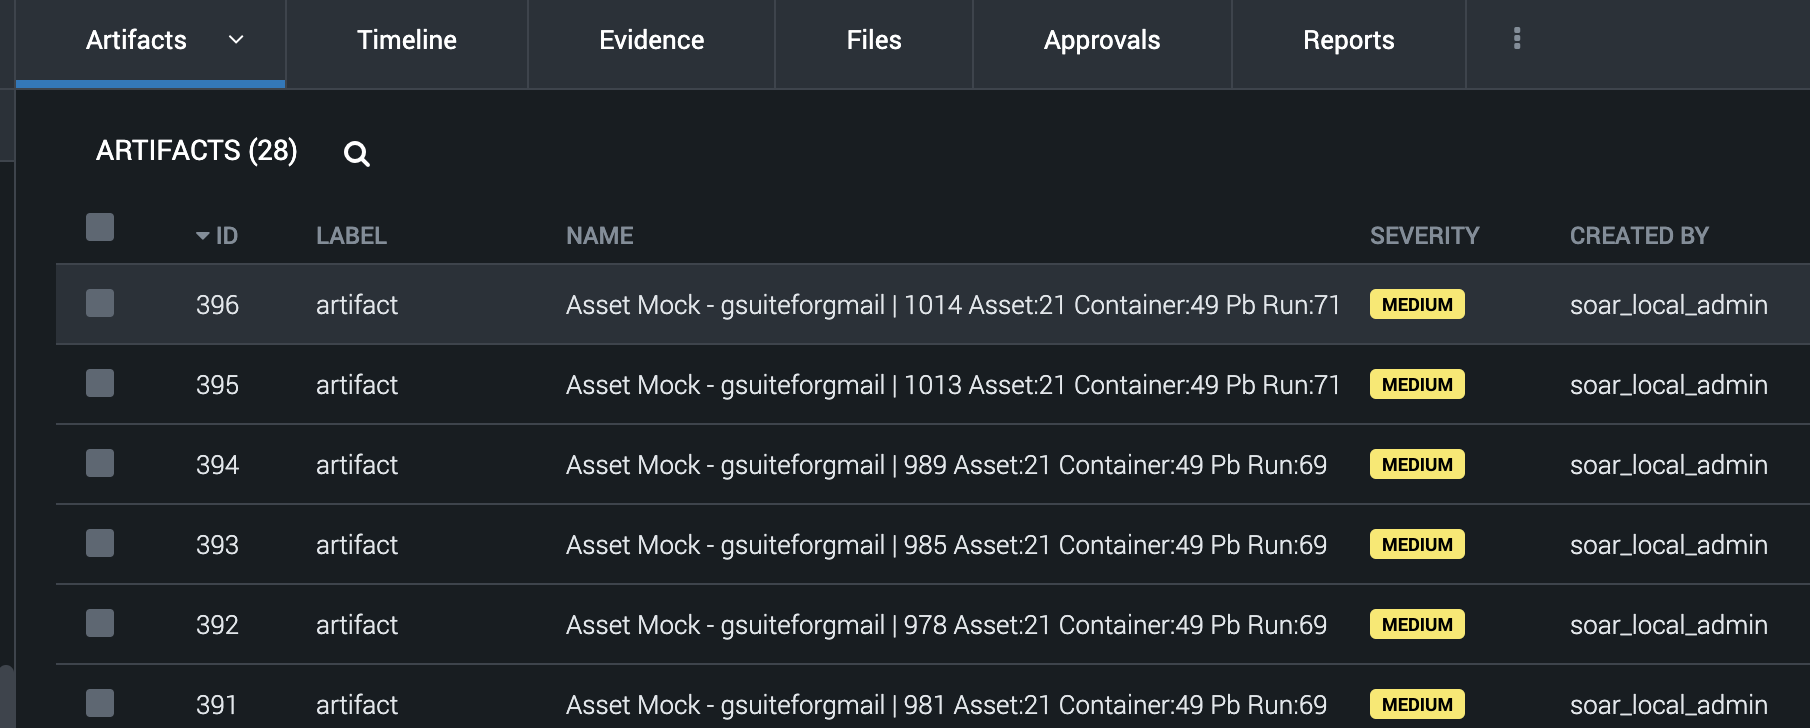 Artifacts Timeline Evidence Files Approvals Reports
ARTIFACTS (28)
ID LABEL NAME SEVERITY CREATED BY
396 artifact Asset Mock - gsuiteforgmail | 1014 Asset:21 Container:49 Pb Run:71 MEDIUM soar_local_admin
395 artifact Asset Mock - gsuiteforgmail | 1013 Asset:21 Container:49 Pb Run:71 MEDIUM soar_local_admin
394 artifact Asset Mock - gsuiteforgmail | 989 Asset:21 Container:49 Pb Run:69 MEDIUM soar_local_admin
393 artifact Asset Mock - gsuiteforgmail | 985 Asset:21 Container:49 Pb Run:69 MEDIUM soar_local_admin
392 artifact Asset Mock - gsuiteforgmail | 978 Asset:21 Container:49 Pb Run:69 MEDIUM soar_local_admin
391 artifact Asset Mock - gsuiteforgmail | 981 Asset:21 Container:49 Pb Run:69 MEDIUM soar_local_admin